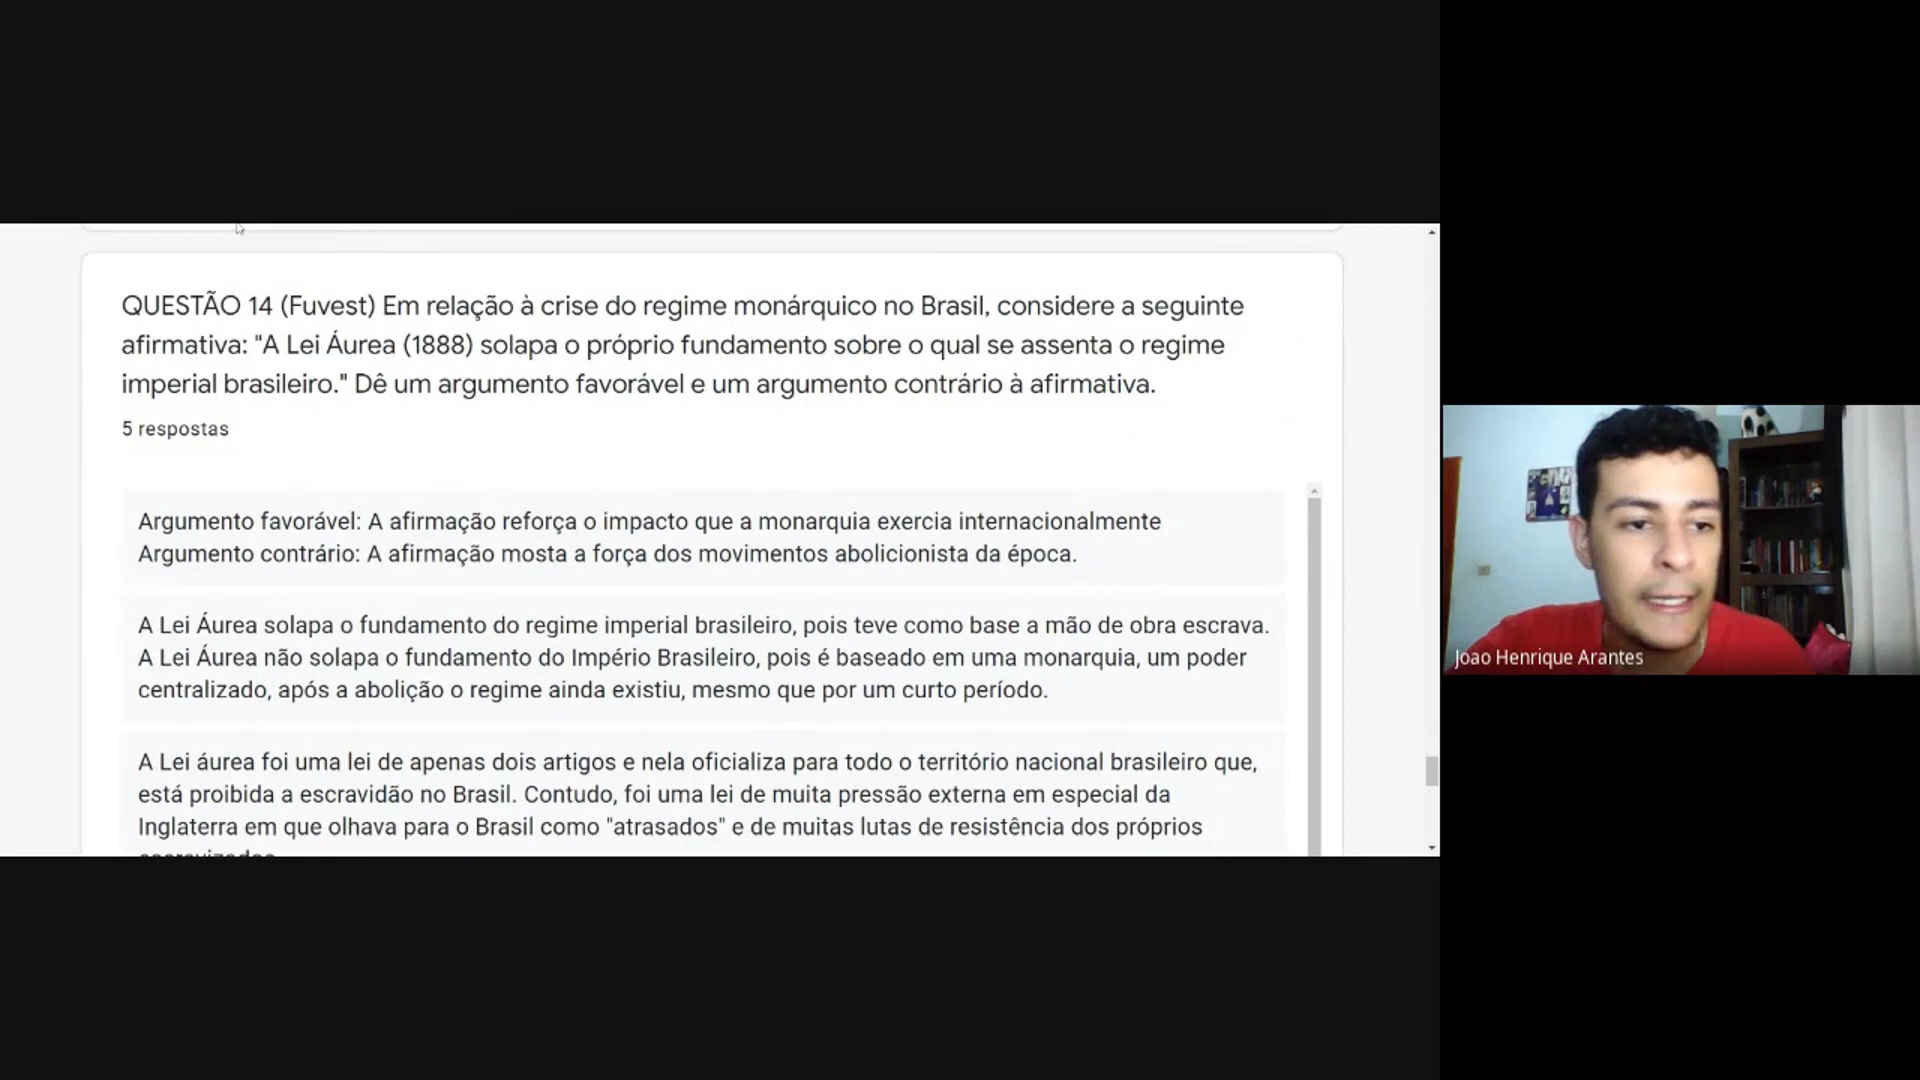 QUESTÃO 14 (Fuvest) Em relação à crise do regime monárquico no Brasil, considere a seguinte
afirmativa: "A Lei Áurea (1888) solapa o próprio fundamento sobre o qual se assenta o regime
imperial brasileiro." Dê um argumento favorável e um argumento contrário à afirmativa.
5 respostas
Argumento favorável: A afirmação reforça o impacto que a monarquia exercia internacionalmente
Argumento contrário: A afirmação mosta a força dos movimentos abolicionista da época.
A Lei Áurea solapa o fundamento do regime imperial brasileiro, pois teve como base a mão de obra escrava.
A Lei Áurea não solapa o fundamento do Império Brasileiro, pois é baseado em uma monarquia, um poder
centralizado, após a abolição o regime ainda existiu, mesmo que por um curto período.
A Lei áurea foi uma lei de apenas dois artigos e nela oficializa para todo o território nacional brasileiro que,
está proibida a escravidão no Brasil. Contudo, foi uma lei de muita pressão externa em especial da
Inglaterra em que olhava para o Brasil como "atrasados" e de muitas lutas de resistência dos próprios
Joao Henrique Arantes